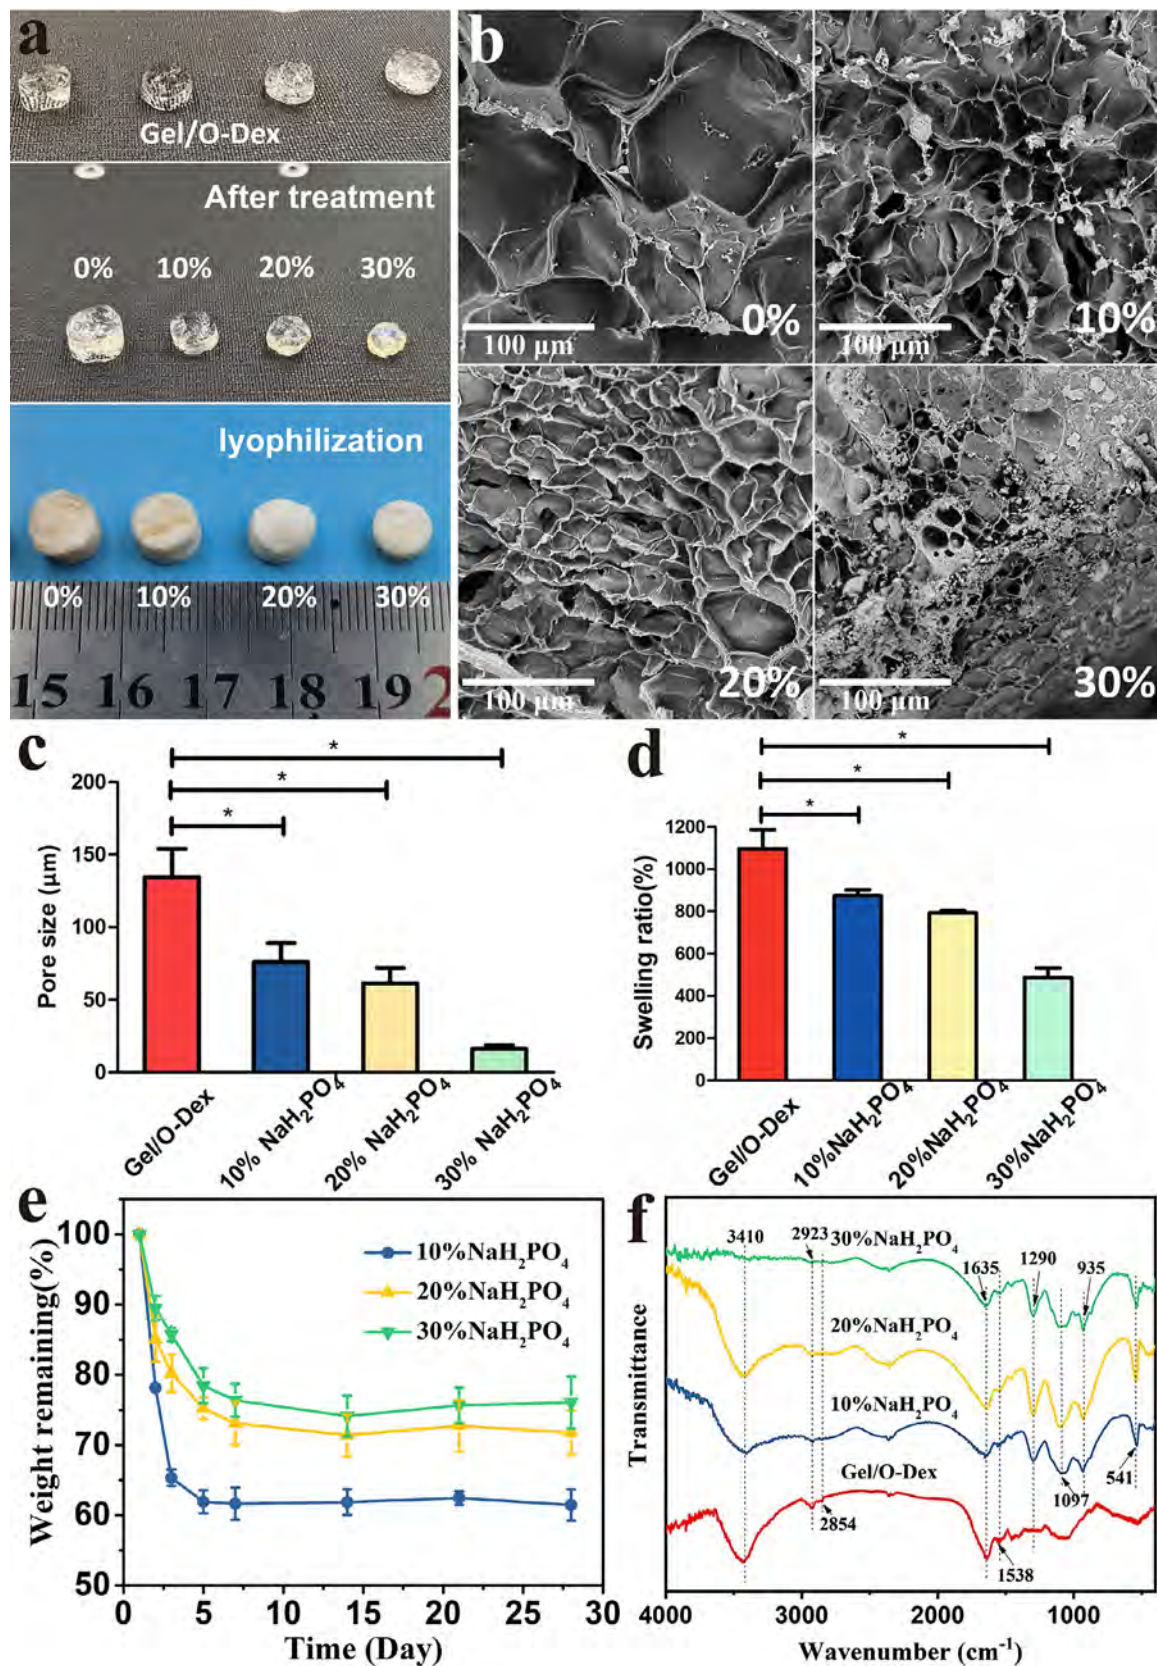 a
Gel/O-Dex
After treatment
0% 10% 20% 30%
lyophilization
0% 10% 20% 30%
15 16 17 18 19 2
b
0%
100 μm
10%
100 μm
20%
100 μm
30%
100 μm
c
*
*
*
Pore size (μm)
200
150
100
50
0
Gel/O-Dex
10% NaH₂PO₄
20% NaH₂PO₄
30% NaH₂PO₄
d
*
*
*
Swelling ratio(%)
1200
1000
800
600
400
200
0
Gel/O-Dex
10%NaH₂PO₄
20%NaH₂PO₄
30%NaH₂PO₄
e
Weight remaining(%)
100
90
80
70
60
50
10%NaH₂PO₄
20%NaH₂PO₄
30%NaH₂PO₄
0 5 10 15 20 25 30
Time (Day)
f
Transmittance
3410
2923
30%NaH₂PO₄
1635
1290
935
20%NaH₂PO₄
10%NaH₂PO₄
541
1097
Gel/O-Dex
2854
1538
4000 3000 2000 1000
Wavenumber (cm⁻¹)